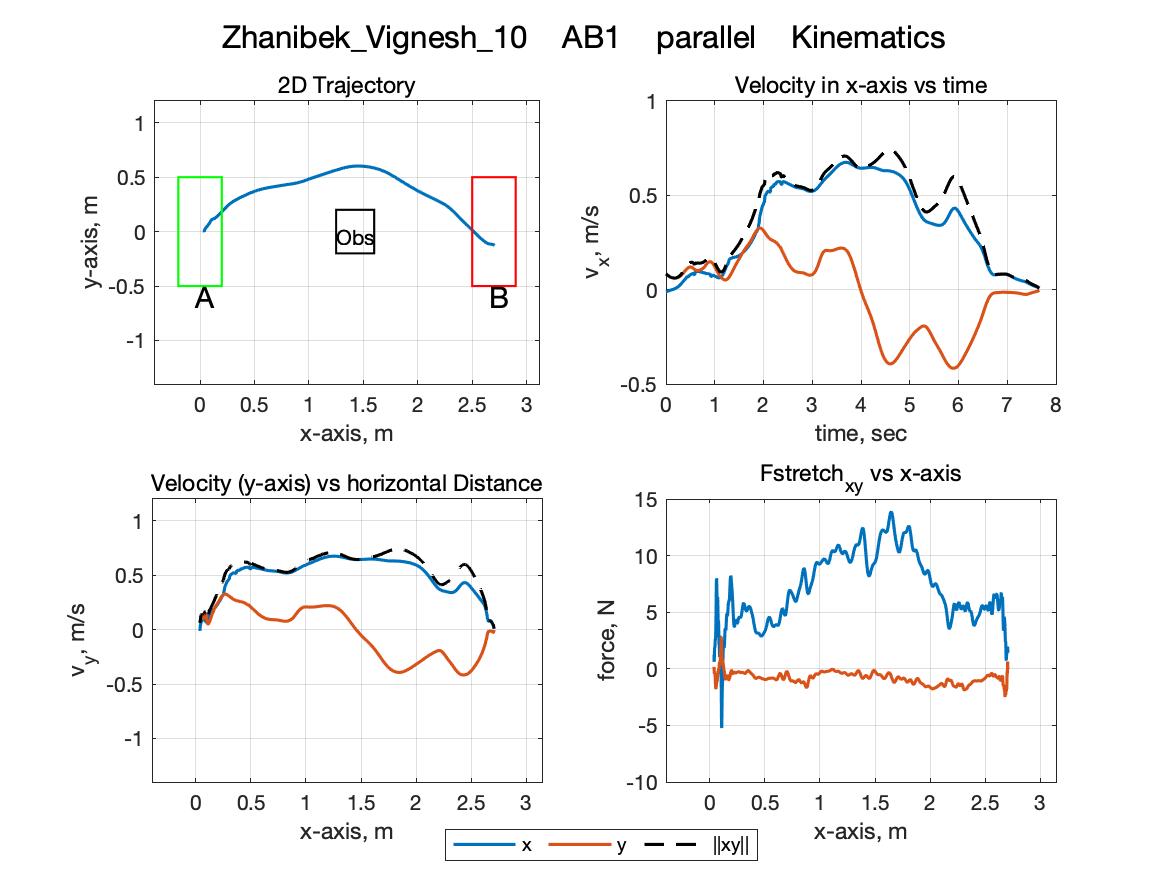 Zhanibek_Vignesh_10 AB1 parallel Kinematics
2D Trajectory
1
0.5
0
-0.5
-1
y-axis, m
Obs
A
B
0 0.5 1 1.5 2 2.5 3
x-axis, m
Velocity in x-axis vs time
1
0.5
0
-0.5
v_x, m/s
0 1 2 3 4 5 6 7 8
time, sec
Velocity (y-axis) vs horizontal Distance
1
0.5
0
-0.5
-1
v_y, m/s
0 0.5 1 1.5 2 2.5 3
x-axis, m
Fstretch_xy vs x-axis
15
10
5
0
-5
-10
force, N
0 0.5 1 1.5 2 2.5 3
x-axis, m
x y ||xy||